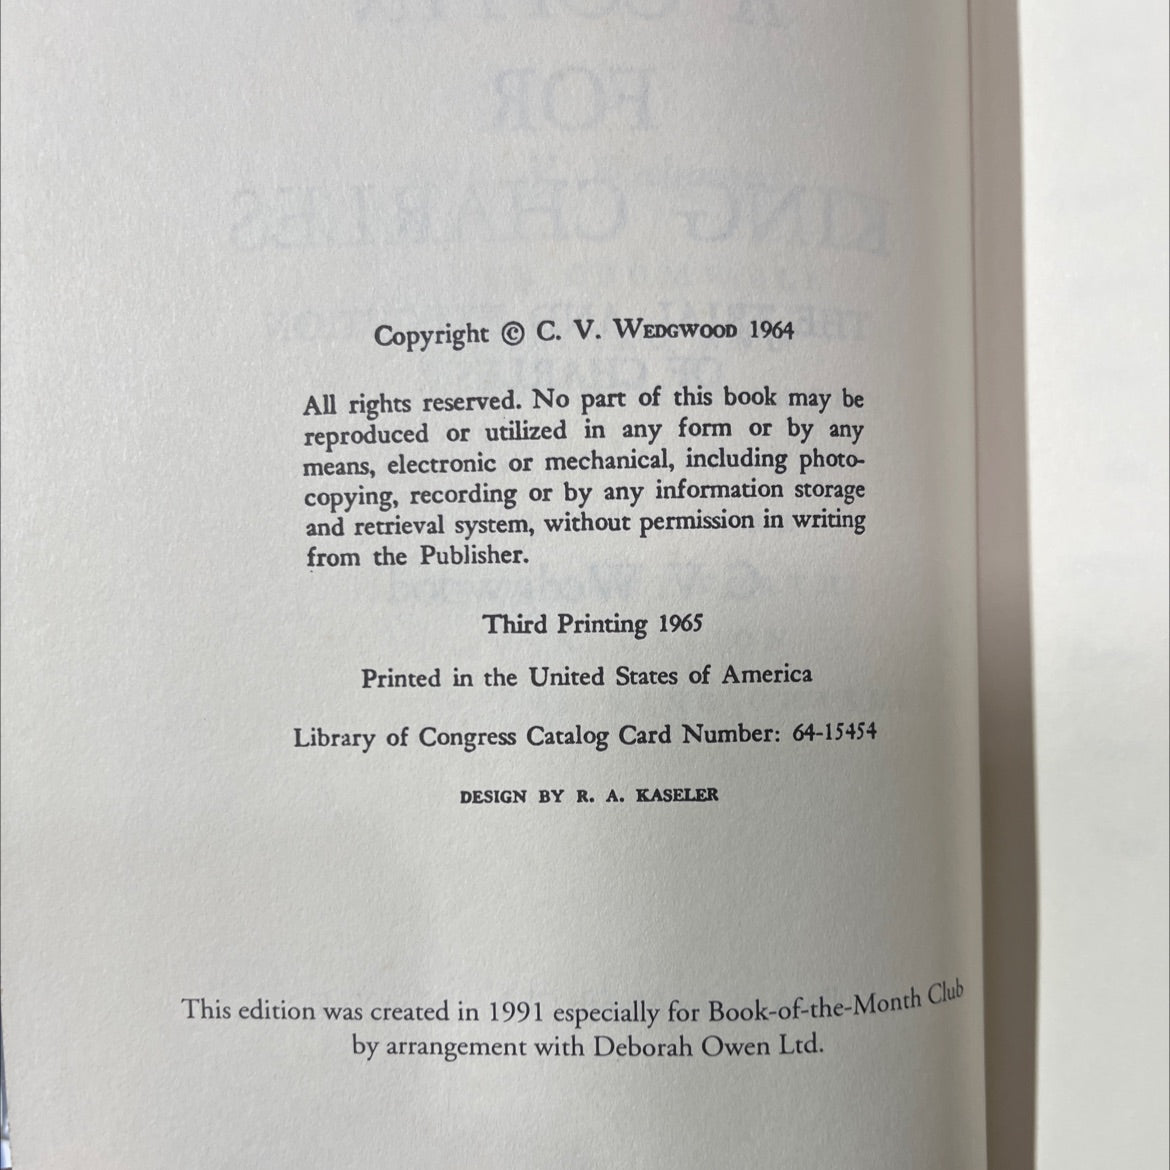 Copyright © C. V. WEDGWOOD 1964
All rights reserved. No part of this book may be
reproduced or utilized in any form or by any
means, electronic or mechanical, including photo-
copying, recording or by any information storage
and retrieval system, without permission in writing
from the Publisher.
Third Printing 1965
Printed in the United States of America
Library of Congress Catalog Card Number: 64-15454
DESIGN BY R. A. KASELER
This edition was created in 1991 especially for Book-of-the-Month Club
by arrangement with Deborah Owen Ltd.